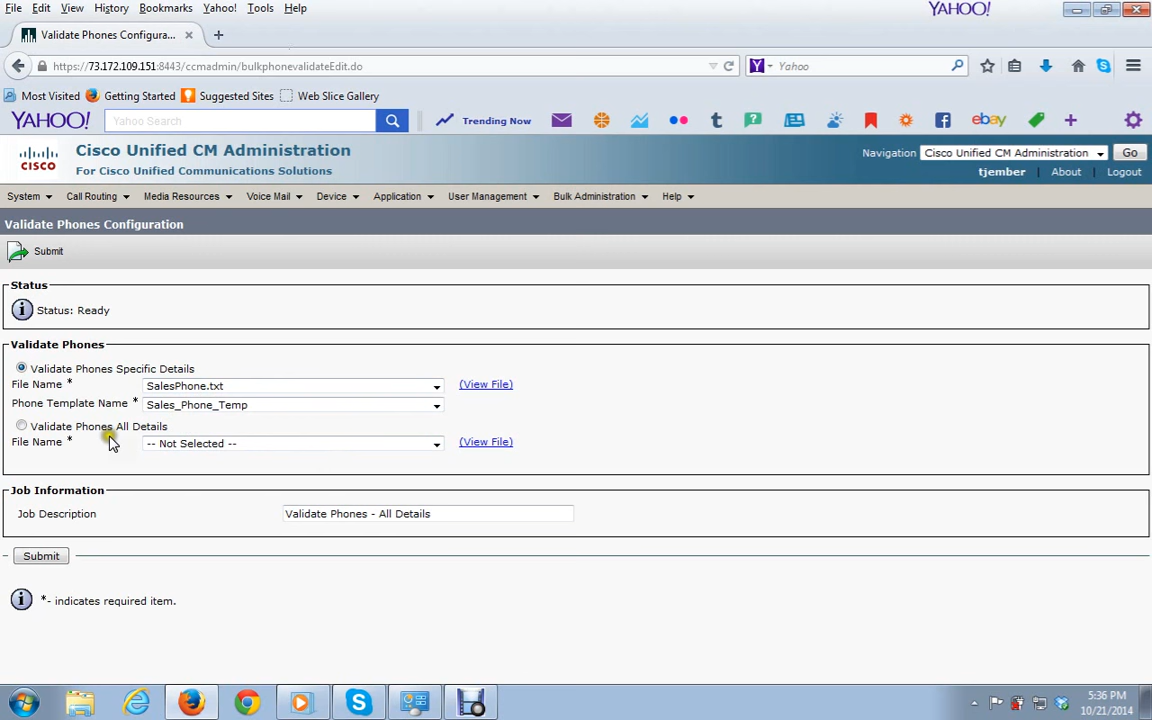 File Edit View History Bookmarks Yahoo! Tools Help
YAHOO!
Validate Phones Configura... × +
https://73.172.109.151:8443/ccmadmin/bulkphonevalidateEdit.do
Y Yahoo
Most Visited Getting Started Suggested Sites Web Slice Gallery
YAHOO! Yahoo Search Trending Now t ? f ebay +
CISCO Cisco Unified CM Administration
For Cisco Unified Communications Solutions
Navigation Cisco Unified CM Administration Go
tjember About Logout
System Call Routing Media Resources Voice Mail Device Application User Management Bulk Administration Help
Validate Phones Configuration
Submit
Status
i Status: Ready
Validate Phones
Validate Phones Specific Details
File Name * SalesPhone.txt (View File)
Phone Template Name * Sales_Phone_Temp
Validate Phones All Details
File Name * -- Not Selected -- (View File)
Job Information
Job Description Validate Phones - All Details
Submit
i *- indicates required item.
5:36 PM
10/21/2014